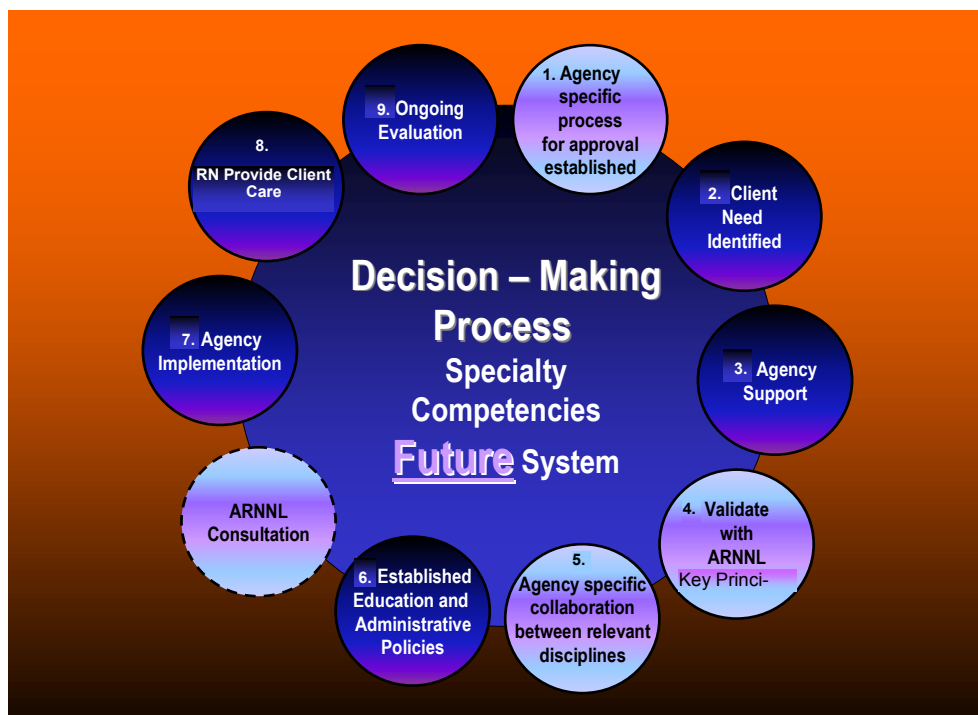 Decision – Making
Process
Specialty
Competencies
Future System
1. Agency
specific
process
for approval
established
2. Client
Need
Identified
3. Agency
Support
4. Validate
with
ARNNL
Key Princi-
5.
Agency specific
collaboration
between relevant
disciplines
6. Established
Education and
Administrative
Policies
ARNNL
Consultation
7. Agency
Implementation
8.
RN Provide Client
Care
9. Ongoing
Evaluation